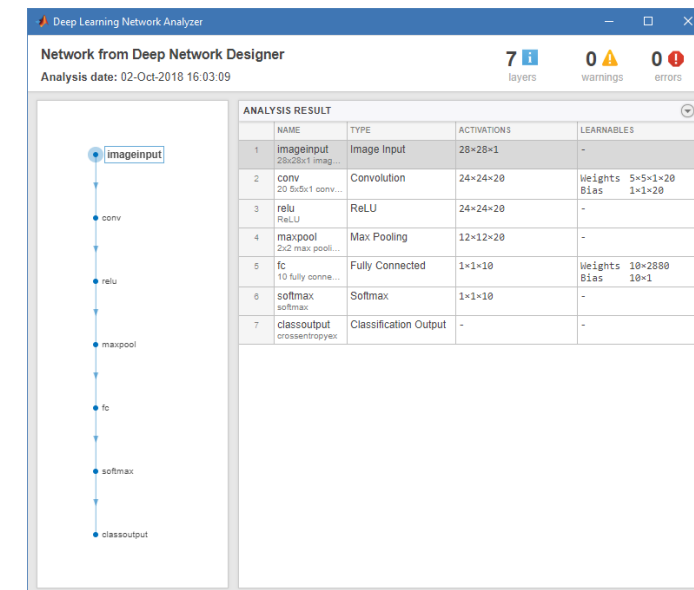 Deep Learning Network Analyzer
Network from Deep Network Designer
Analysis date: 02-Oct-2018 16:03:09
7 layers
0 warnings
0 errors
imageinput
conv
relu
maxpool
fc
softmax
classoutput
ANALYSIS RESULT
NAME TYPE ACTIVATIONS LEARNABLES
1 imageinput Image Input 28×28×1 -
28x28x1 imag...
2 conv Convolution 24×24×20 Weights 5×5×1×20
20 5x5x1 conv... Bias 1×1×20
3 relu ReLU 24×24×20 -
ReLU
4 maxpool Max Pooling 12×12×20 -
2x2 max pooli...
5 fc Fully Connected 1×1×10 Weights 10×2880
10 fully conne... Bias 10×1
6 softmax Softmax 1×1×10 -
softmax
7 classoutput Classification Output - -
crossentropyex